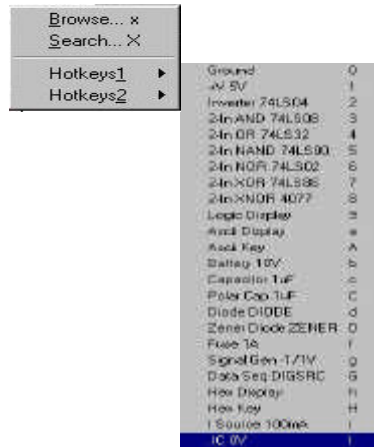 Browse... x
Search... X
Hotkeys1
Hotkeys2
Ground 0
+V 5V 1
Inverter 74LS04 2
2-In AND 74LS08 3
2-In OR 74LS32 4
2-In NAND 74LS00 5
2-In NOR 74LS02 6
2-In XOR 74LS86 7
2-In XNOR 4077 8
Logic Display 9
Ascii Display a
Ascii Key A
Battery 10V b
Capacitor 1uF c
Polar Cap 1uF C
Diode DIODE d
Zener Diode ZENER D
Fuse 1A f
Signal Gen -1/1V g
Data Seq DIGSRC G
Hex Display h
Hex Key H
I Source 100mA i
IC 0V I